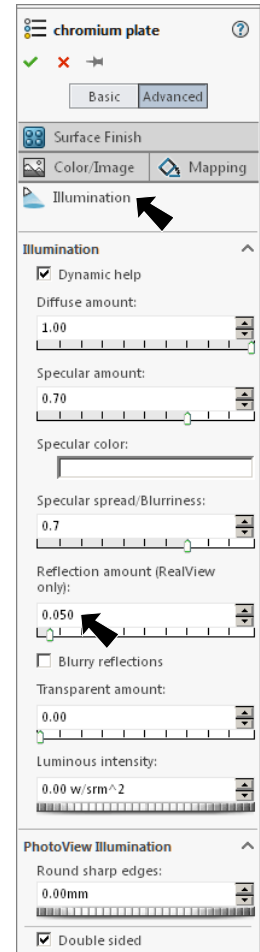 chromium plate
Basic
Advanced
Surface Finish
Color/Image
Mapping
Illumination
Illumination
Dynamic help
Diffuse amount:
1.00
Specular amount:
0.70
Specular color:
Specular spread/Blurriness:
0.7
Reflection amount (RealView
only):
0.050
Blurry reflections
Transparent amount:
0.00
Luminous intensity:
0.00 w/srm^2
PhotoView Illumination
Round sharp edges:
0.00mm
Double sided